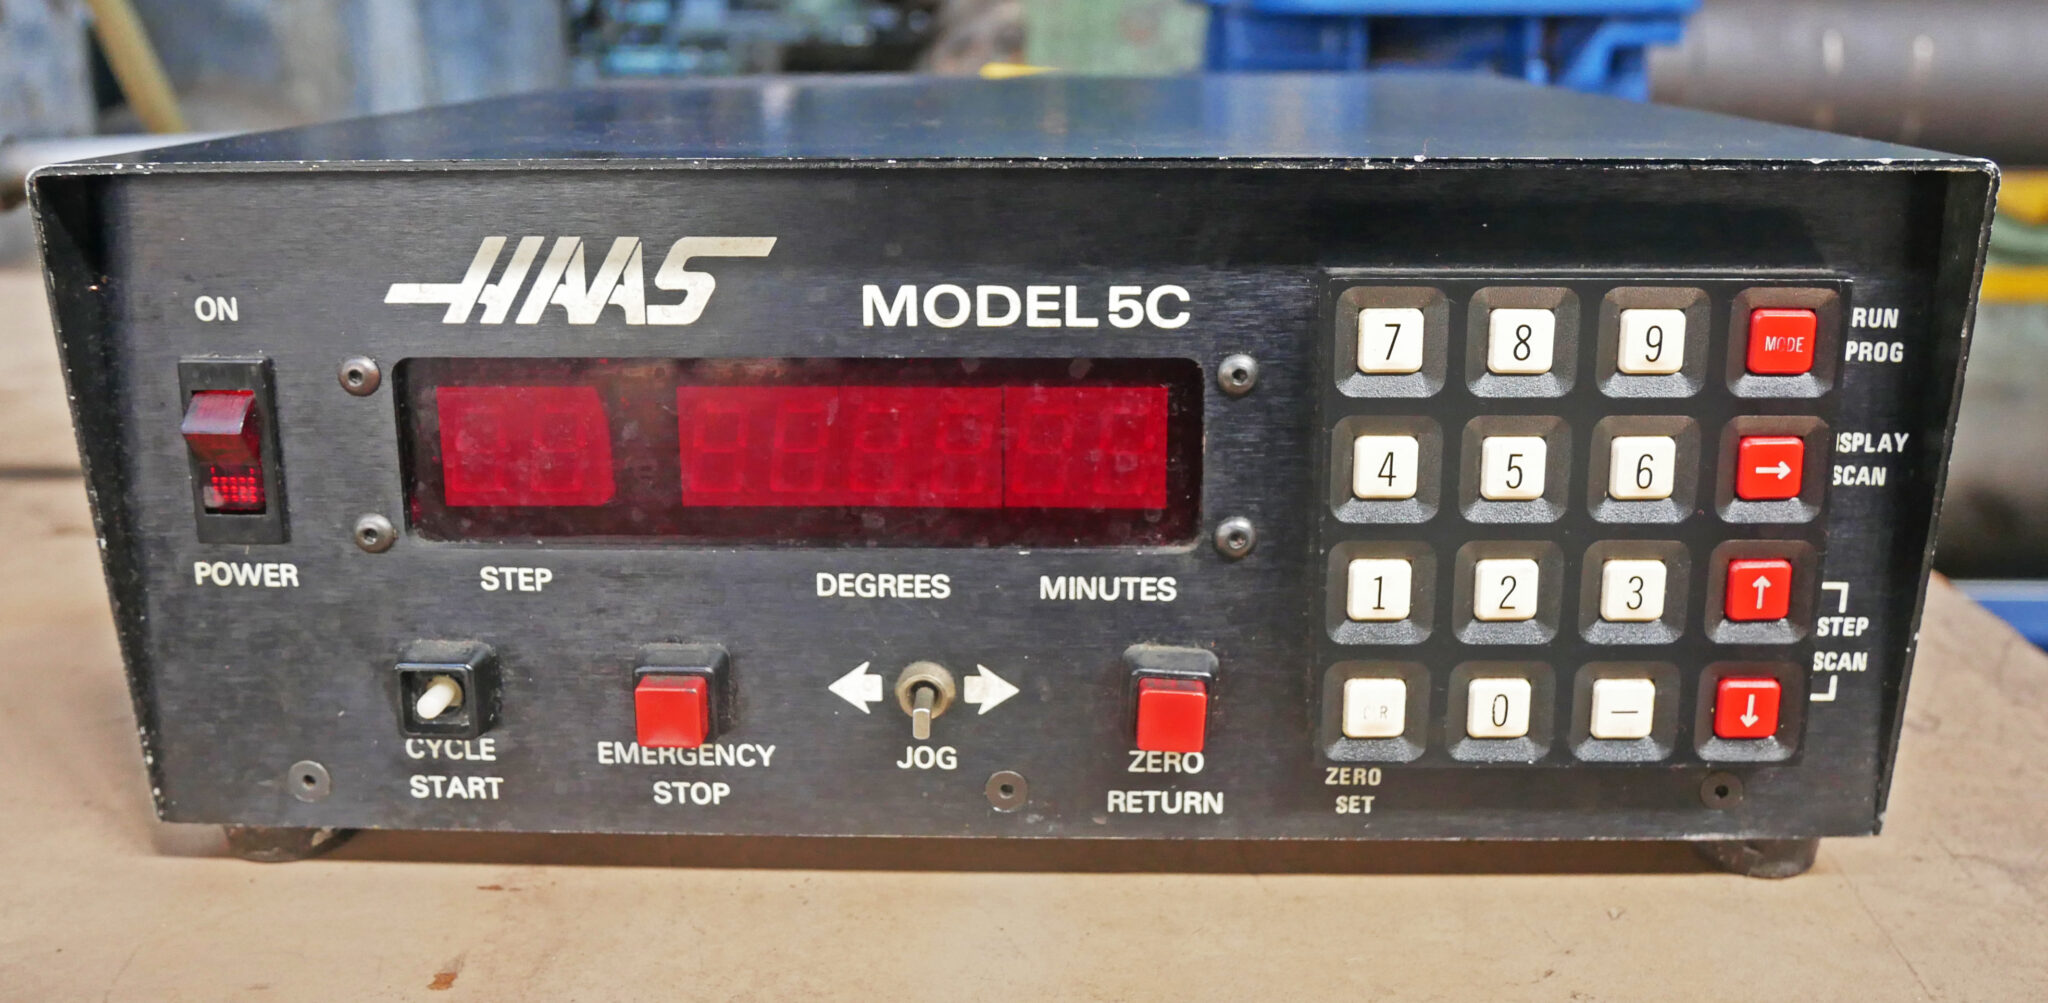 HAAS
MODEL 5C
ON
POWER
STEP
DEGREES
MINUTES
CYCLE
START
EMERGENCY
STOP
JOG
ZERO
RETURN
7 8 9 MODE
RUN
PROG
4 5 6 →
ISPLAY
SCAN
1 2 3 ↑
STEP
SCAN
CLR 0 — ↓
ZERO
SET